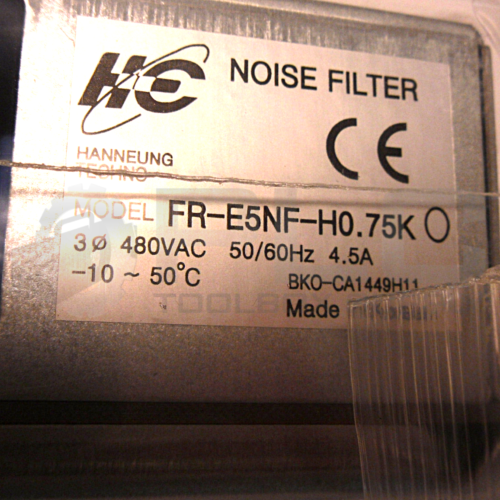 HE NOISE FILTER
CE
HANNEUNG
TECHNO
MODEL FR-E5NF-H0.75K
3Ø 480VAC 50/60Hz 4.5A
-10 ~ 50°C BKO-CA1449H11
Made